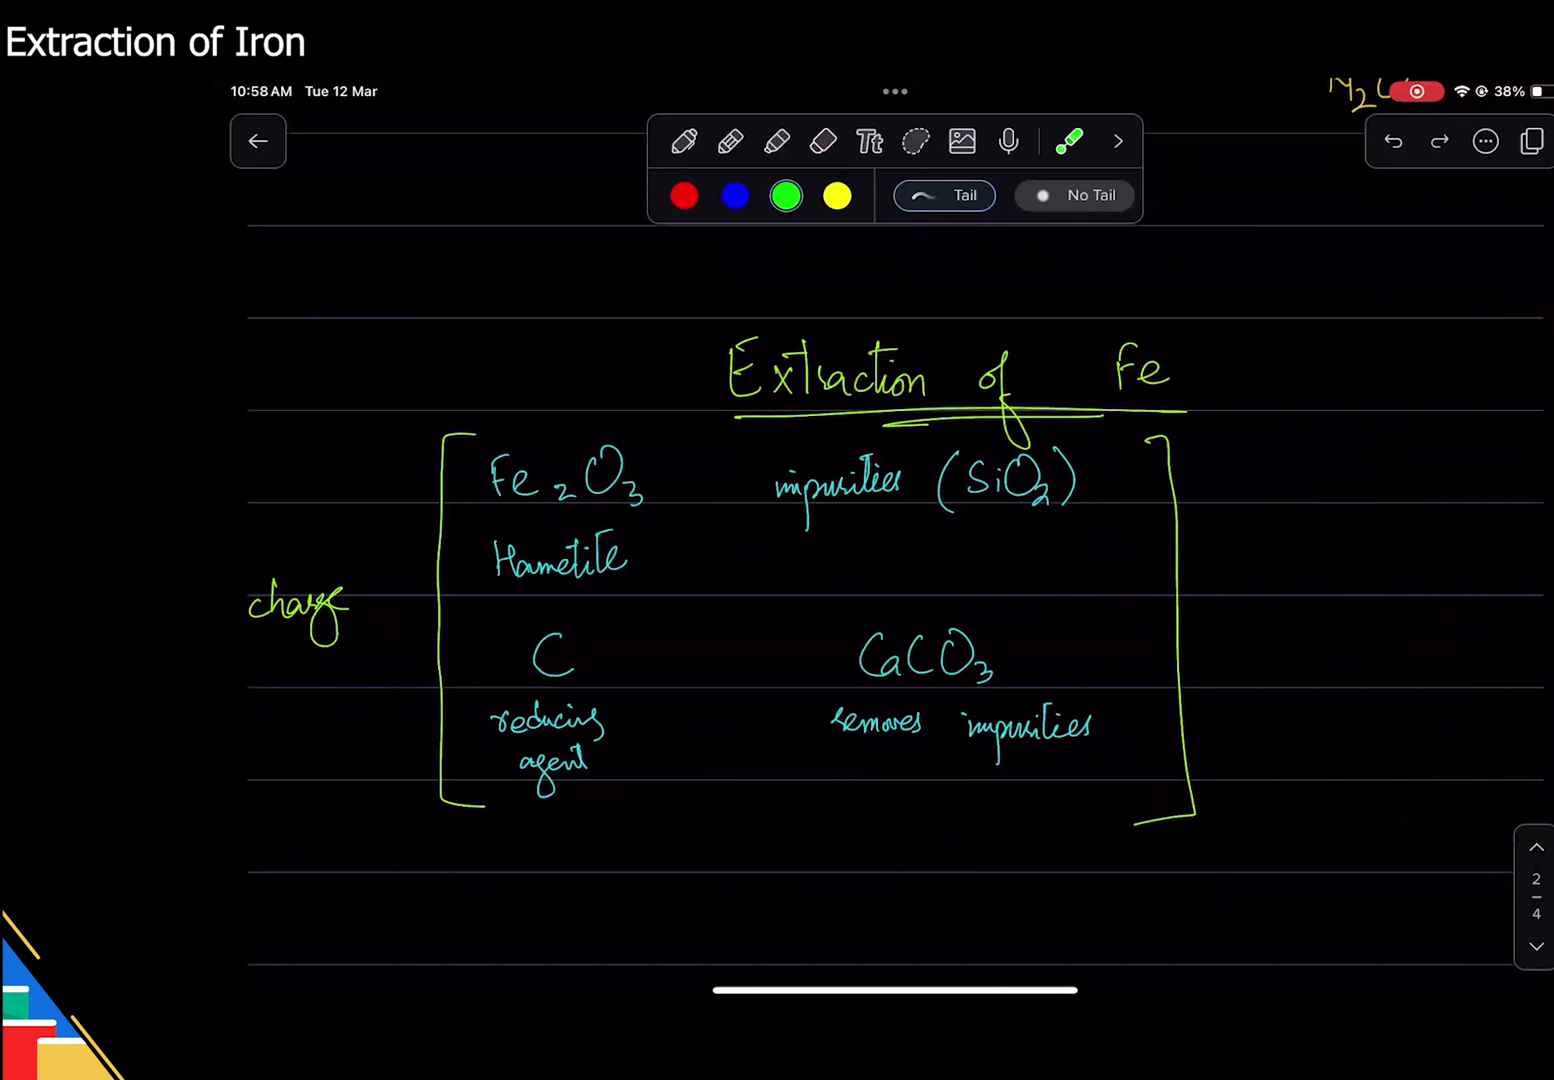 Extraction of Iron
10:58 AM Tue 12 Mar
38%
Tt
Tail No Tail
Extraction of Fe
Fe2O3 impurities (SiO2)
Hametite
charge
C CaCO3
reducing removes impurities
agent
2
4